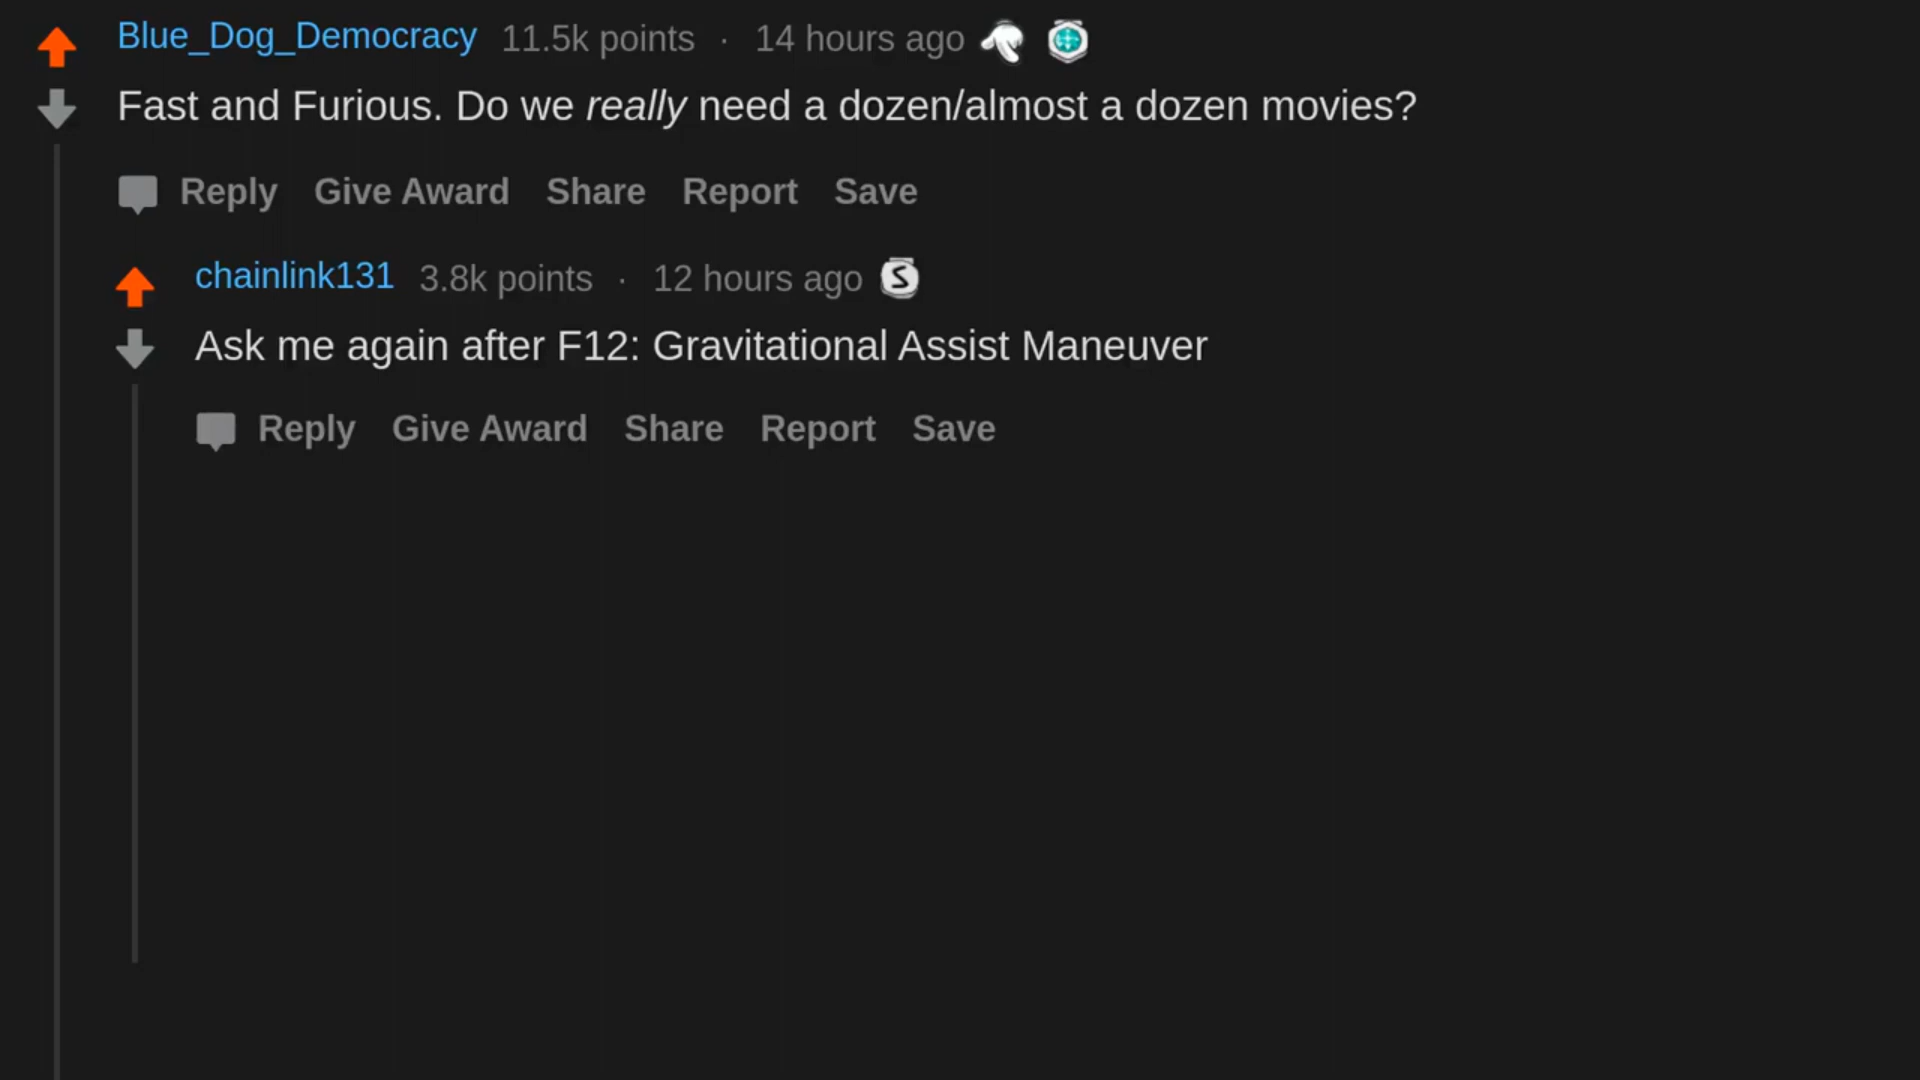 Blue_Dog_Democracy 11.5k points · 14 hours ago
Fast and Furious. Do we really need a dozen/almost a dozen movies?
Reply Give Award Share Report Save
chainlink131 3.8k points · 12 hours ago
Ask me again after F12: Gravitational Assist Maneuver
Reply Give Award Share Report Save